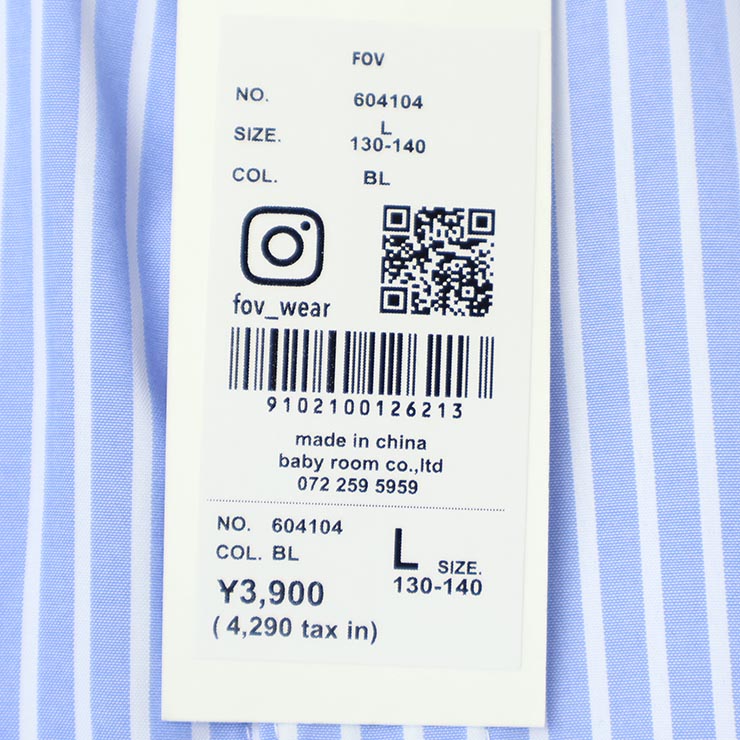 FOV
NO. 604104
SIZE. L
130-140
COL. BL
fov_wear
9102100126213
made in china
baby room co.,ltd
072 259 5959
NO. 604104
COL. BL
L SIZE.
130-140
¥3,900
( 4,290 tax in)